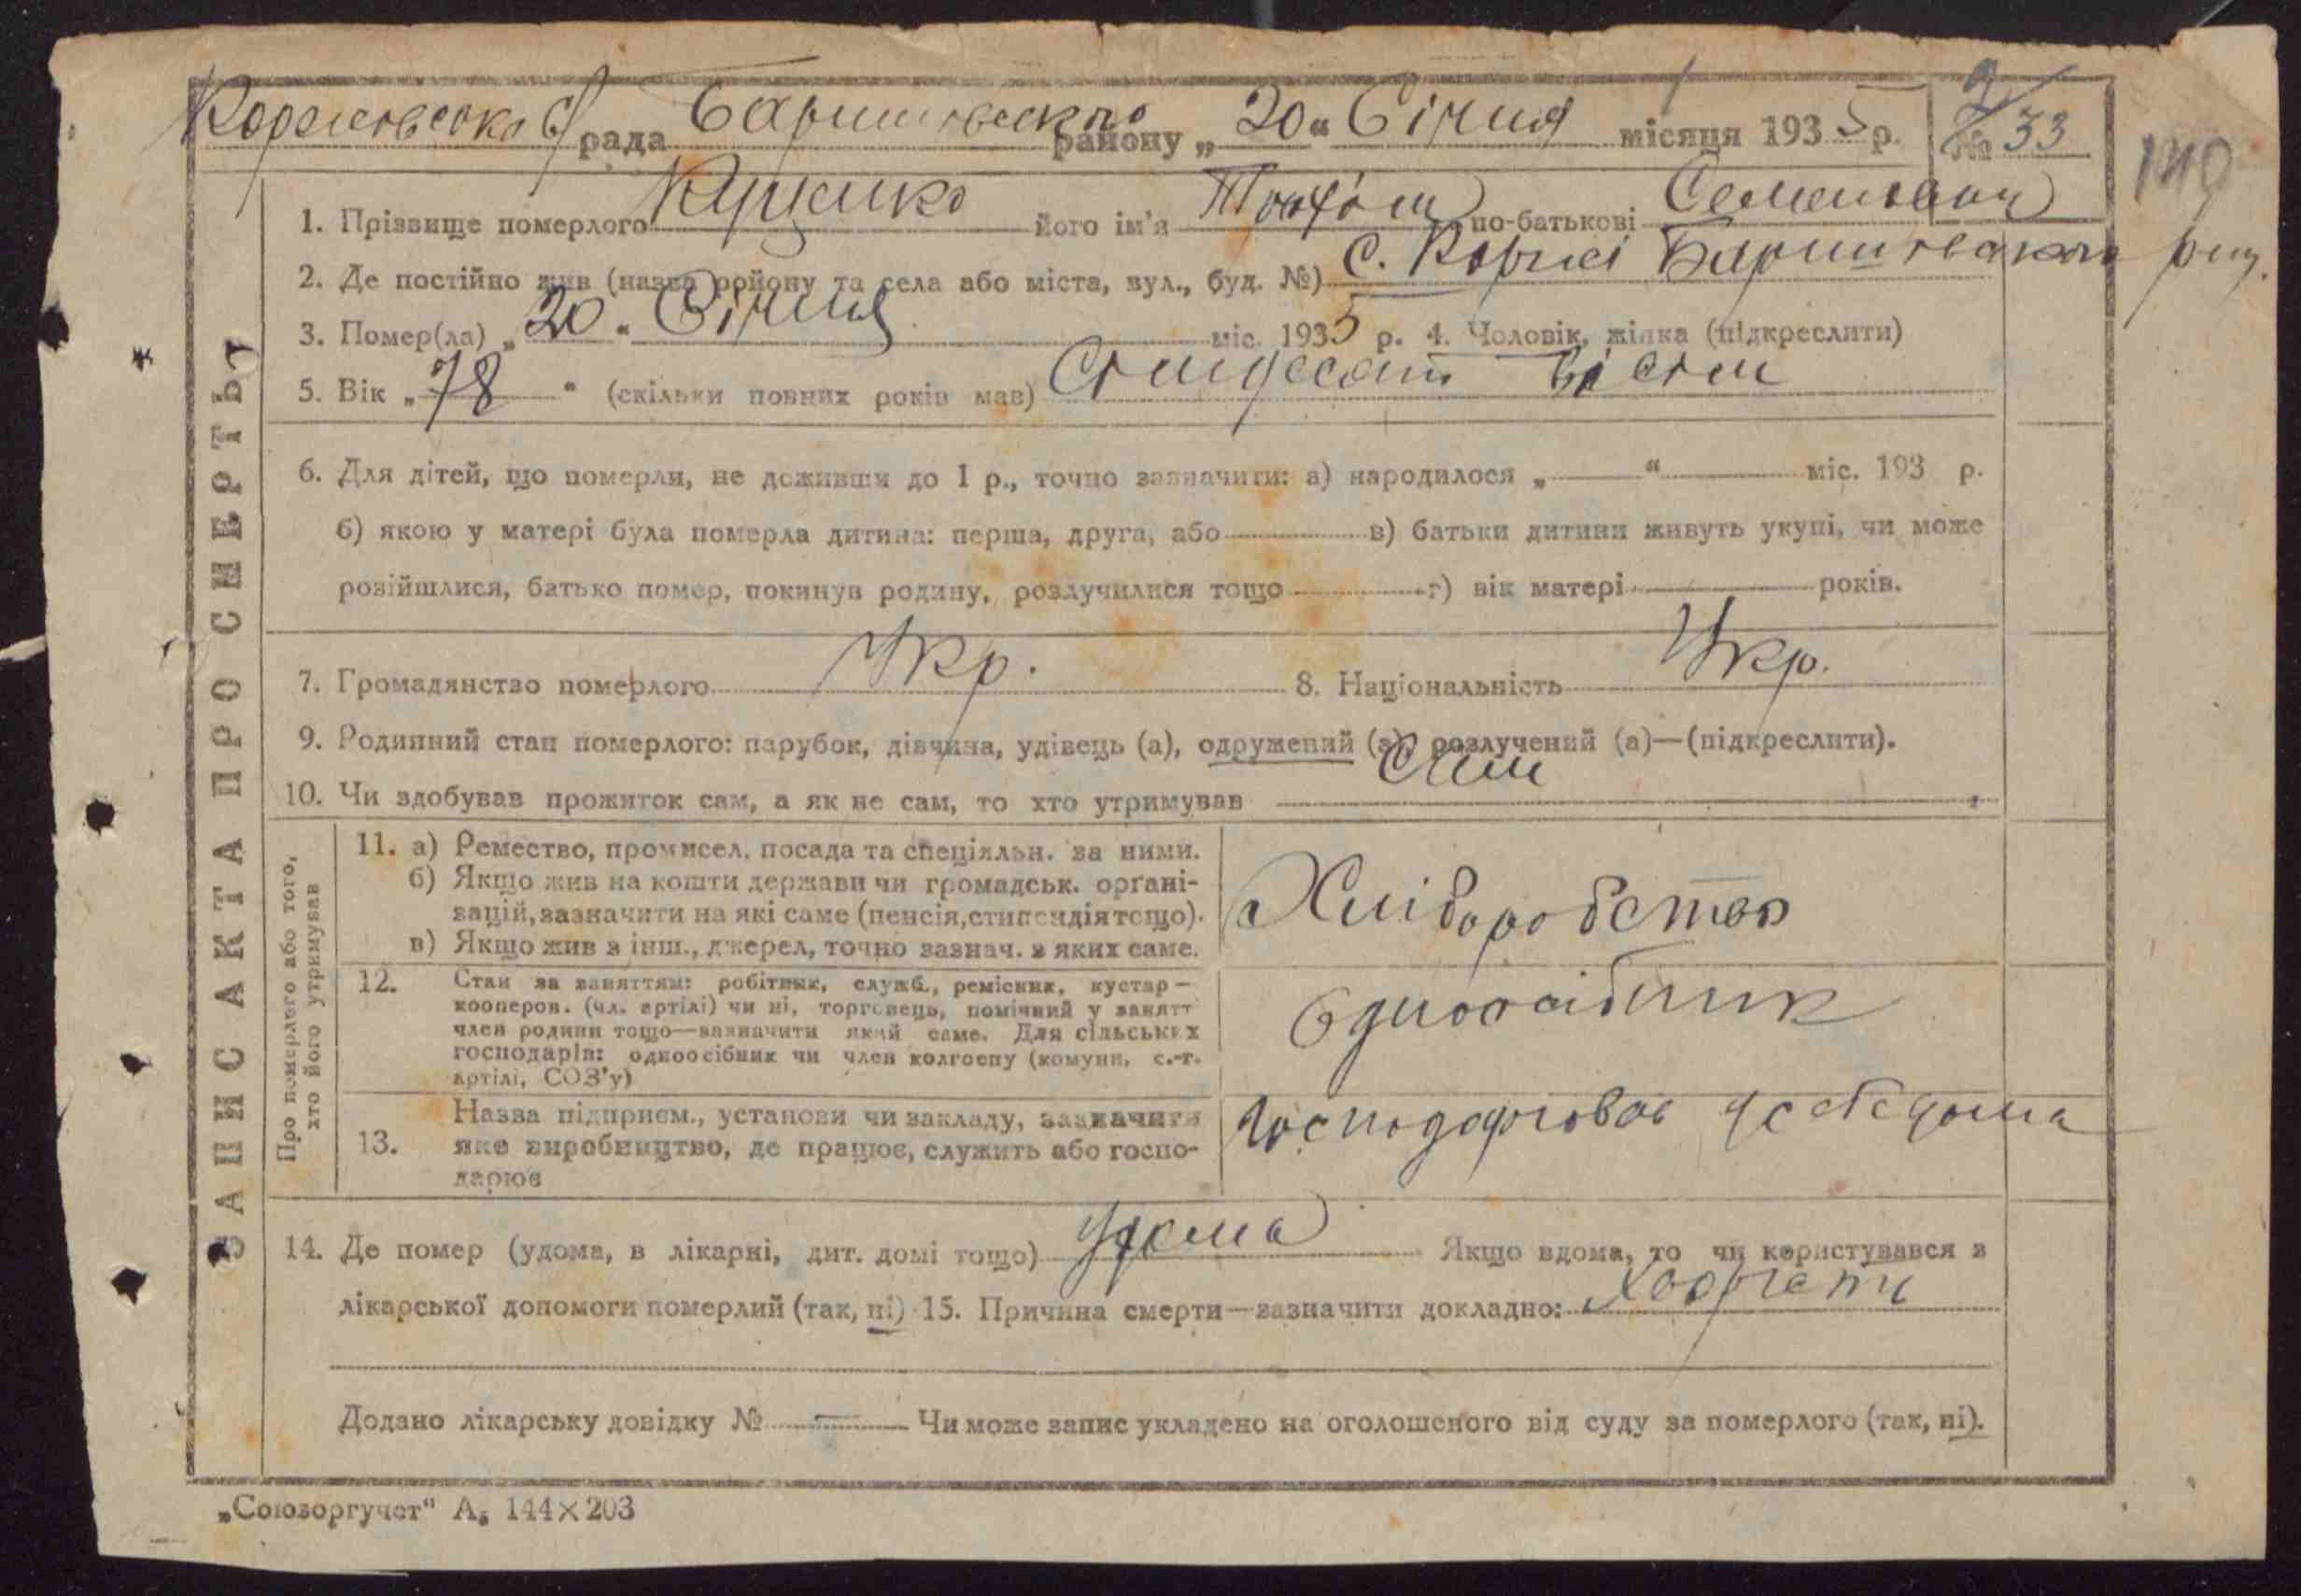 Коржовська с/рада Баришівського району „20“ Січня місяця 1935 р. № 2/33
140
ЗАПИС АКТА ПРО СМЕРТЬ
1. Прізвище померлого Куценко його ім'я по-батькові Семенович
2. Де постійно жив (назва району та села або міста, вул., буд. №) с. Коржі Баришівського рну.
3. Помер(ла) „20“ Січня міс. 1935 р. 4. Чоловік, жінка (підкреслити)
5. Вік „78“ (скільки повних років мав) Сімдесят вісім
6. Для дітей, що померли, не доживши до 1 р., точно зазначити: а) народилося „ “ міс. 193 р.
б) якою у матері була померла дитина: перша, друга, або в) батьки дитини живуть укупі, чи може
розійшлися, батько помер, покинув родину, розлучилися тощо г) вік матері років.
7. Громадянство померлого Укр. 8. Національність Укр.
9. Родинний стан померлого: парубок, дівчина, удівець (а), одружений (а), розлучений (а)—(підкреслити).
10. Чи здобував прожиток сам, а як не сам, то хто утримував Сам
Про померлого або того,
хто його утримував
11. а) Ремество, промисел, посада та спеціяльн. за ними.
б) Якщо жив на кошти держави чи громадськ. органі-
зацій, зазначити на які саме (пенсія, стипендія тощо).
в) Якщо жив з інш., джерел, точно зазнач. з яких саме.
Хліборобство
12. Стан за заняттям: робітник, служб., ремісник, кустар—
кооперов. (чл. артілі) чи ні, торговець, помічний у занятт
член родини тощо—зазначити який саме. Для сільських
господарів: одноосібник чи член колгоспу (комуни, с.-г.
артілі, СОЗ'у)
Одноосібник
13. Назва підприєм., установи чи закладу, зазначити
яке виробництво, де працює, служить або госпо-
дарює
Господарював у себе дома
14. Де помер (удома, в лікарні, дит. домі тощо) Удома Якщо вдома, то чи користувався з
лікарської допомоги померлий (так, ні) 15. Причина смерти—зазначити докладно:
Додано лікарську довідку № — Чи може запис укладено на оголошеного від суду за померлого (так, ні).
„Союзоргучет“ А₅ 144×203